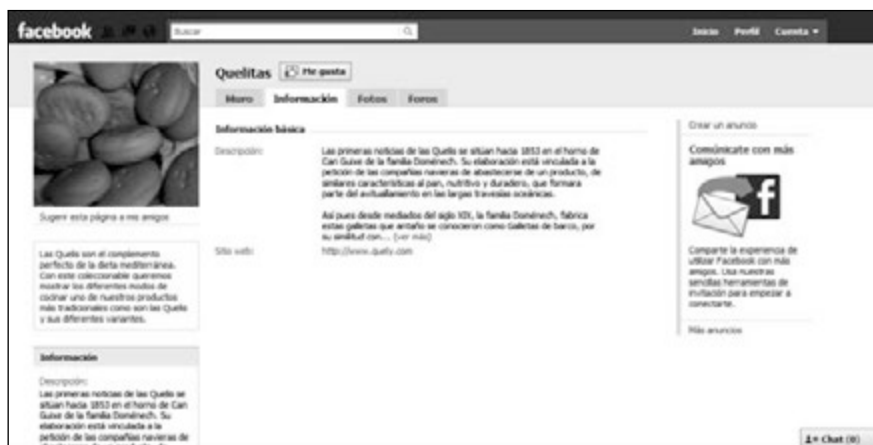 facebook
Buscar
Inicio Perfil Cuenta
Quelitas Me gusta
Muro Información Fotos Foros
Información básica
Descripción:
Las primeras noticias de las Quelis se sitúan hacia 1853 en el horno de
Can Guixe de la familia Doménech. Su elaboración está vinculada a la
petición de las compañías navieras de abastecerse de un producto, de
similares características al pan, nutritivo y duradero, que formara
parte del avituallamiento en las largas travesías oceánicas.
Así pues desde mediados del siglo XIX, la familia Doménech, fabrica
estas galletas que antaño se conocieron como Galletas de barco, por
su similitud con... (ver más)
Sitio web:
http://www.quely.com
Sugerir esta página a mis amigos
Las Quelis son el complemento
perfecto de la dieta mediterránea.
Con este coleccionable queremos
mostrar los diferentes modos de
cocinar uno de nuestros productos
más tradicionales como son las Quelis
y sus diferentes variantes.
Información
Descripción:
Las primeras noticias de las Quelis se
sitúan hacia 1853 en el horno de Can
Guixe de la familia Doménech. Su
elaboración está vinculada a la
petición de las compañías navieras de
Crear un anuncio
Comúnicate con más
amigos
Comparte la experiencia de
utilizar Facebook con más
amigos. Usa nuestras
sencillas herramientas de
invitación para empezar a
conectarte.
Más anuncios
Chat (0)